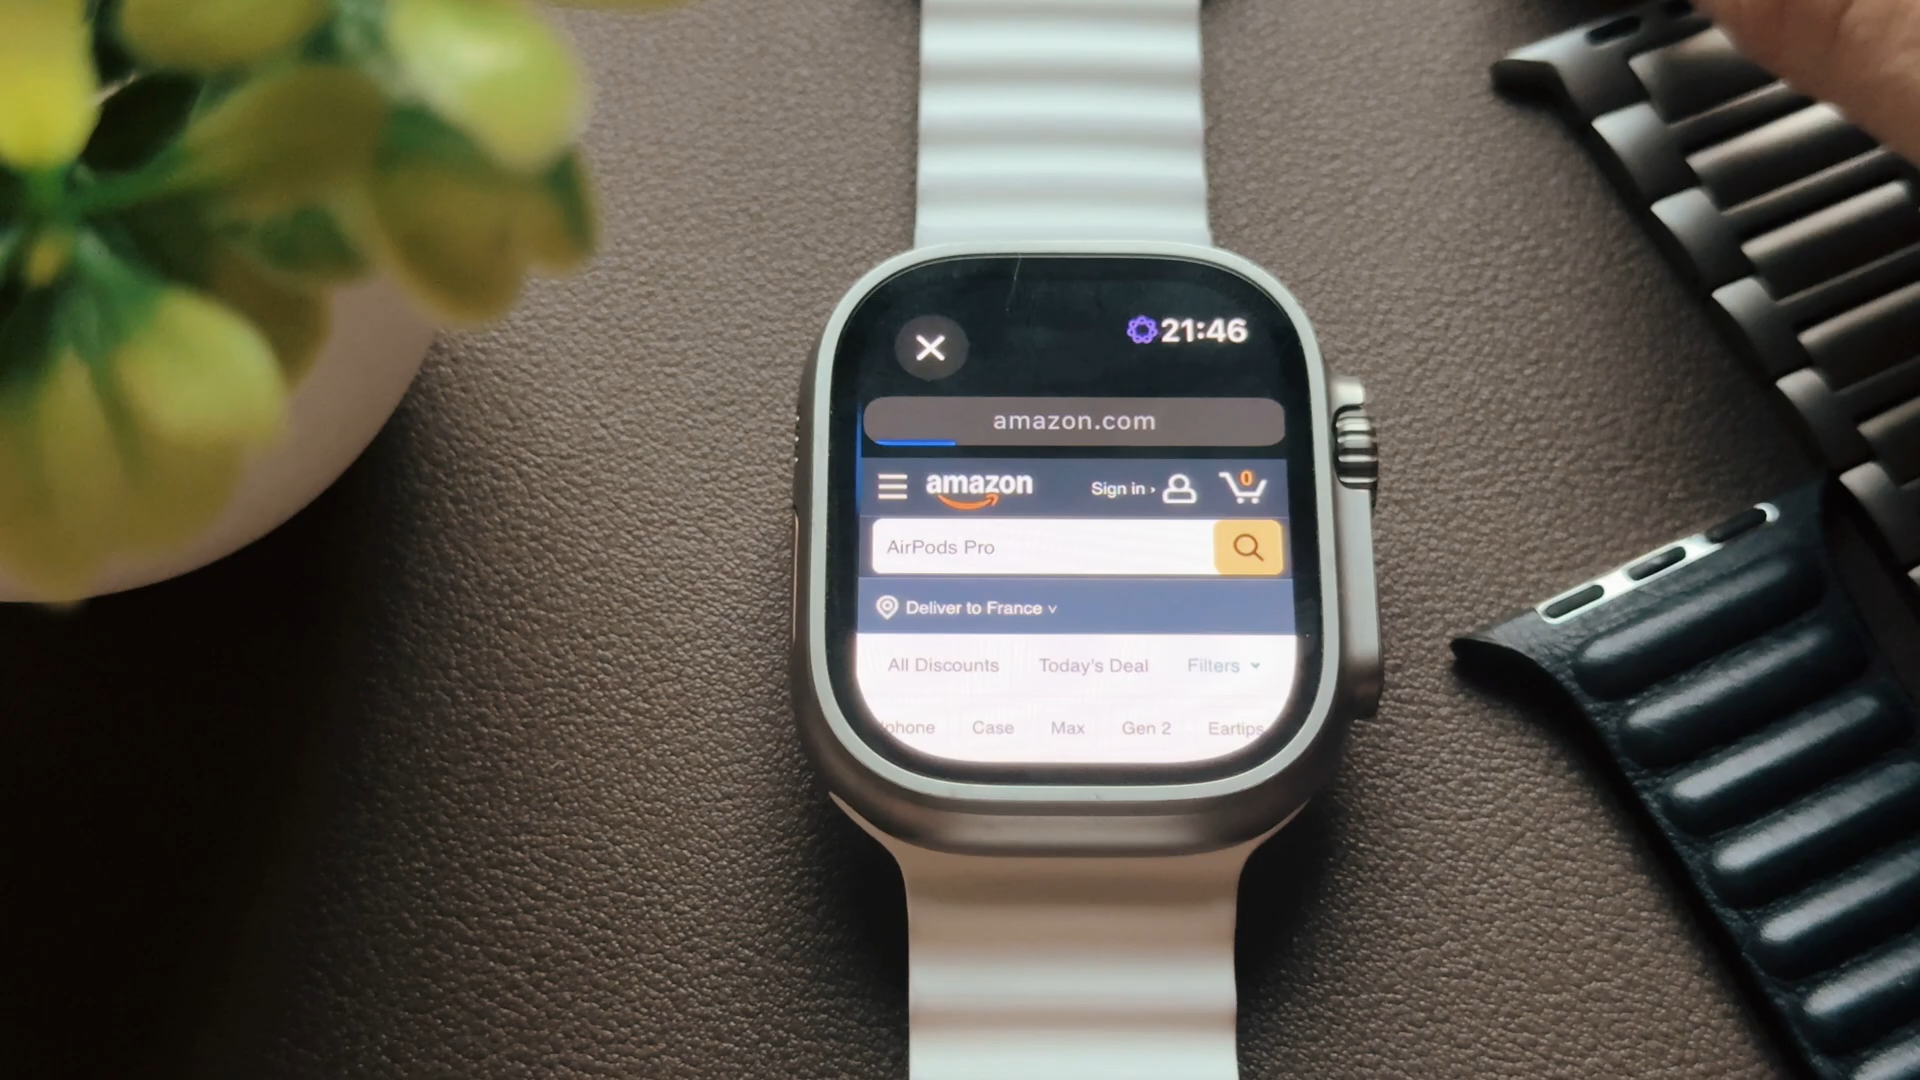 21:46
amazon.com
amazon Sign in › 0
AirPods Pro
Deliver to France
All Discounts Today's Deal Filters
Case Max Gen 2 Eartips